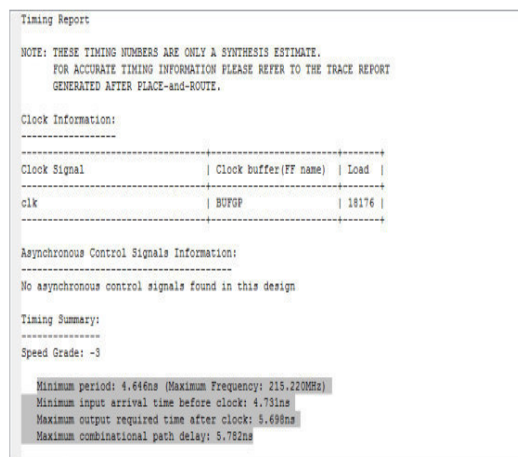 Timing Report
NOTE: THESE TIMING NUMBERS ARE ONLY A SYNTHESIS ESTIMATE.
FOR ACCURATE TIMING INFORMATION PLEASE REFER TO THE TRACE REPORT
GENERATED AFTER PLACE-and-ROUTE.
Clock Information:
------------------
-----------------------------------+------------------------+-------+
Clock Signal | Clock buffer(FF name) | Load |
-----------------------------------+------------------------+-------+
clk | BUFGP | 18176 |
-----------------------------------+------------------------+-------+
Asynchronous Control Signals Information:
----------------------------------------
No asynchronous control signals found in this design
Timing Summary:
---------------
Speed Grade: -3
Minimum period: 4.646ns (Maximum Frequency: 215.220MHz)
Minimum input arrival time before clock: 4.731ns
Maximum output required time after clock: 5.698ns
Maximum combinational path delay: 5.782ns